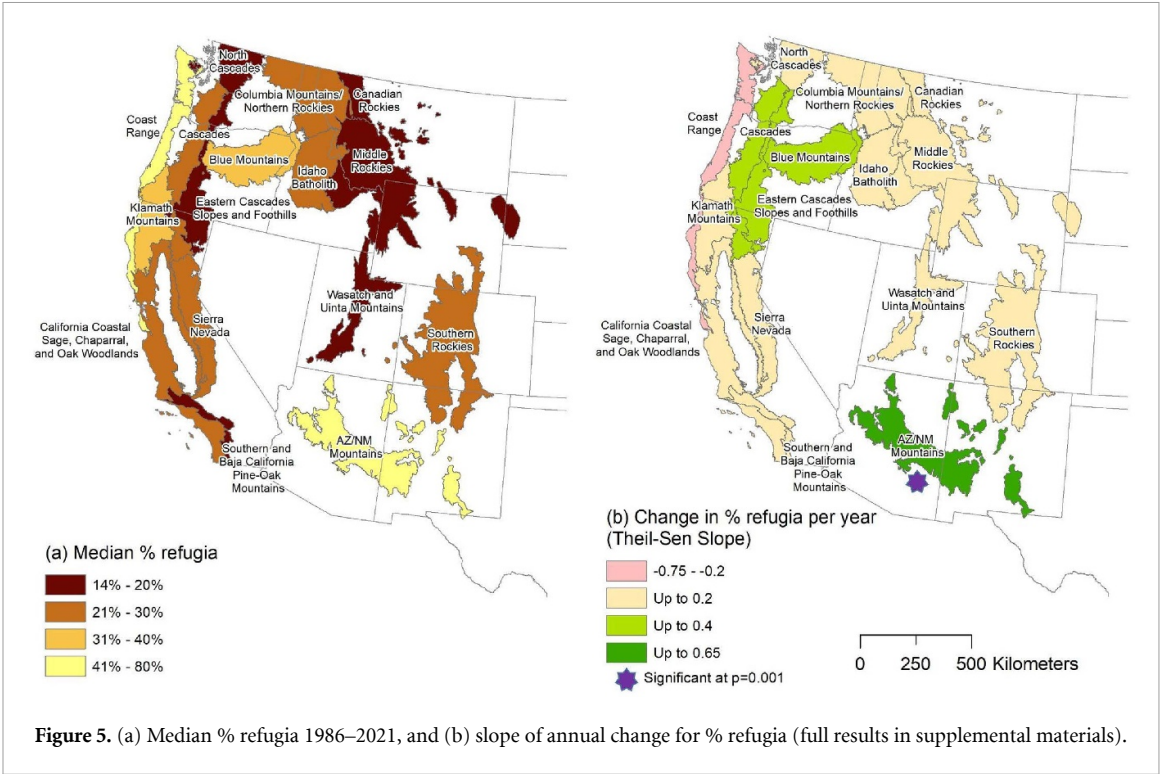 North
Cascades
Columbia Mountains/
Northern Rockies
Canadian
Rockies
Coast
Range
Cascades
Blue Mountains
Middle
Rockies
Idaho
Batholith
Klamath
Mountains
Eastern Cascades
Slopes and Foothills
Wasatch and
Uinta Mountains
California Coastal
Sage, Chaparral,
and Oak Woodlands
Sierra
Nevada
Southern
Rockies
AZ/NM
Mountains
Southern and
Baja California
Pine-Oak
Mountains
(a) Median % refugia
14% - 20%
21% - 30%
31% - 40%
41% - 80%
North
Cascades
Columbia Mountains/
Northern Rockies
Canadian
Rockies
Coast
Range
Cascades
Blue Mountains
Middle
Rockies
Idaho
Batholith
Klamath
Mountains
Eastern Cascades
Slopes and Foothills
Wasatch and
Uinta Mountains
California Coastal
Sage, Chaparral,
and Oak Woodlands
Sierra
Nevada
Southern
Rockies
AZ/NM
Mountains
Southern and
Baja California
Pine-Oak
Mountains
(b) Change in % refugia per year
(Theil-Sen Slope)
-0.75 - -0.2
Up to 0.2
Up to 0.4
Up to 0.65
Significant at p=0.001
0 250 500 Kilometers
Figure 5. (a) Median % refugia 1986–2021, and (b) slope of annual change for % refugia (full results in supplemental materials).